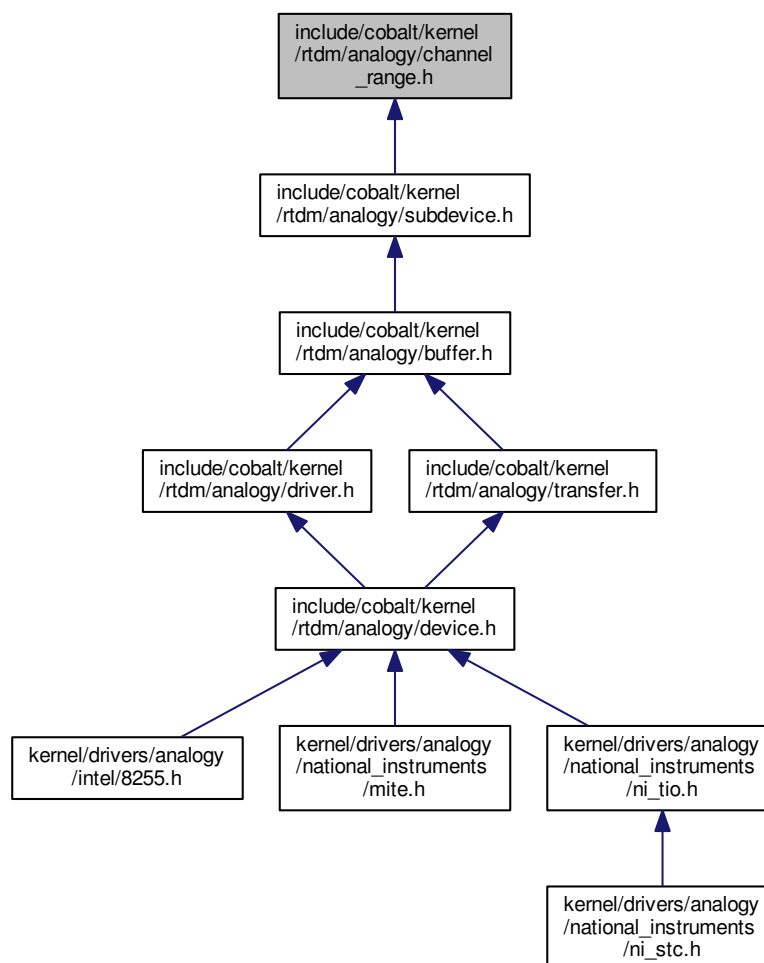 include/cobalt/kernel
/rtdm/analogy/channel
_range.h
include/cobalt/kernel
/rtdm/analogy/subdevice.h
include/cobalt/kernel
/rtdm/analogy/buffer.h
include/cobalt/kernel
/rtdm/analogy/driver.h
include/cobalt/kernel
/rtdm/analogy/transfer.h
include/cobalt/kernel
/rtdm/analogy/device.h
kernel/drivers/analogy
/intel/8255.h
kernel/drivers/analogy
/national_instruments
/mite.h
kernel/drivers/analogy
/national_instruments
/ni_tio.h
kernel/drivers/analogy
/national_instruments
/ni_stc.h